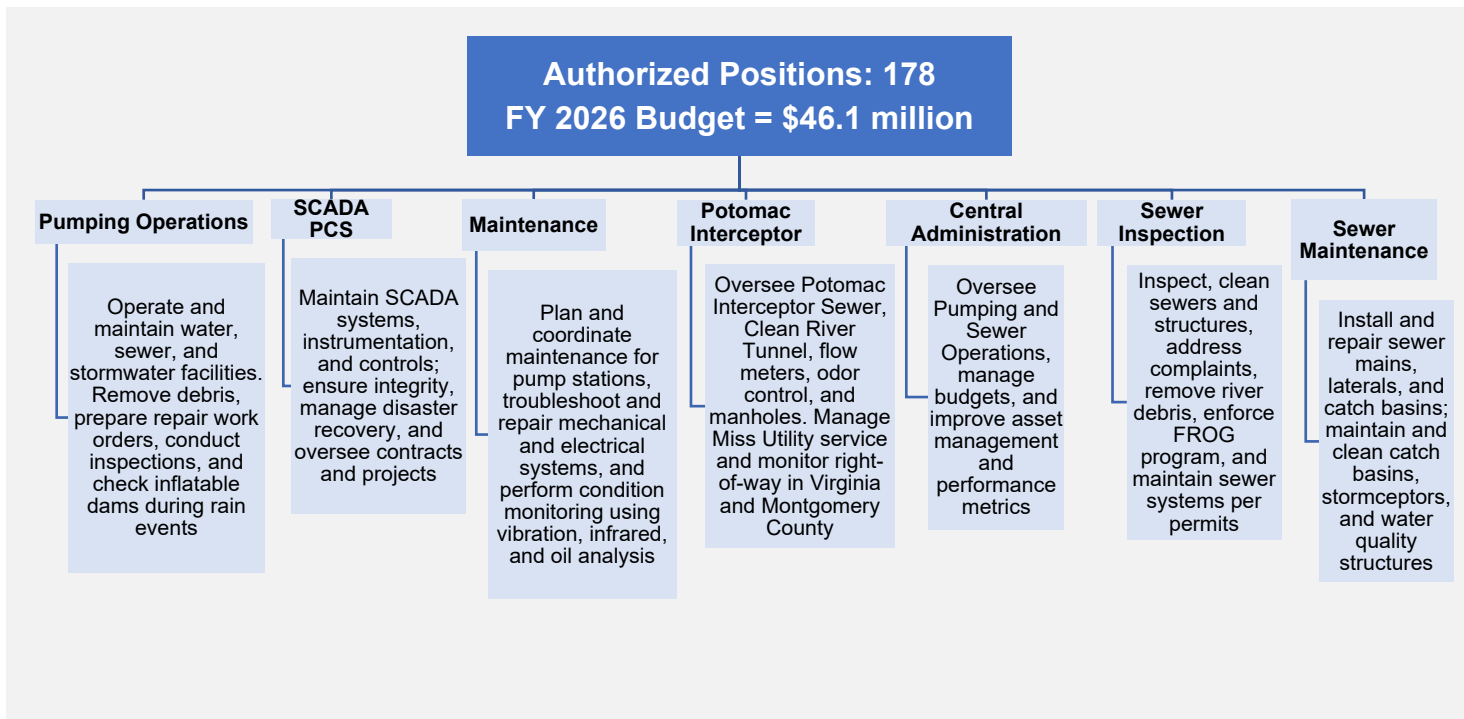 Authorized Positions: 178
FY 2026 Budget = $46.1 million
Pumping Operations
Operate and
maintain water,
sewer, and
stormwater facilities.
Remove debris,
prepare repair work
orders, conduct
inspections, and
check inflatable
dams during rain
events
SCADA
PCS
Maintain SCADA
systems,
instrumentation,
and controls;
ensure integrity,
manage disaster
recovery, and
oversee contracts
and projects
Maintenance
Plan and
coordinate
maintenance for
pump stations,
troubleshoot and
repair mechanical
and electrical
systems, and
perform condition
monitoring using
vibration, infrared,
and oil analysis
Potomac
Interceptor
Oversee Potomac
Interceptor Sewer,
Clean River
Tunnel, flow
meters, odor
control, and
manholes. Manage
Miss Utility service
and monitor right-
of-way in Virginia
and Montgomery
County
Central
Administration
Oversee
Pumping and
Sewer
Operations,
manage
budgets, and
improve asset
management
and
performance
metrics
Sewer
Inspection
Inspect, clean
sewers and
structures,
address
complaints,
remove river
debris, enforce
FROG
program, and
maintain sewer
systems per
permits
Sewer
Maintenance
Install and
repair sewer
mains,
laterals, and
catch basins;
maintain and
clean catch
basins,
stormceptors,
and water
quality
structures